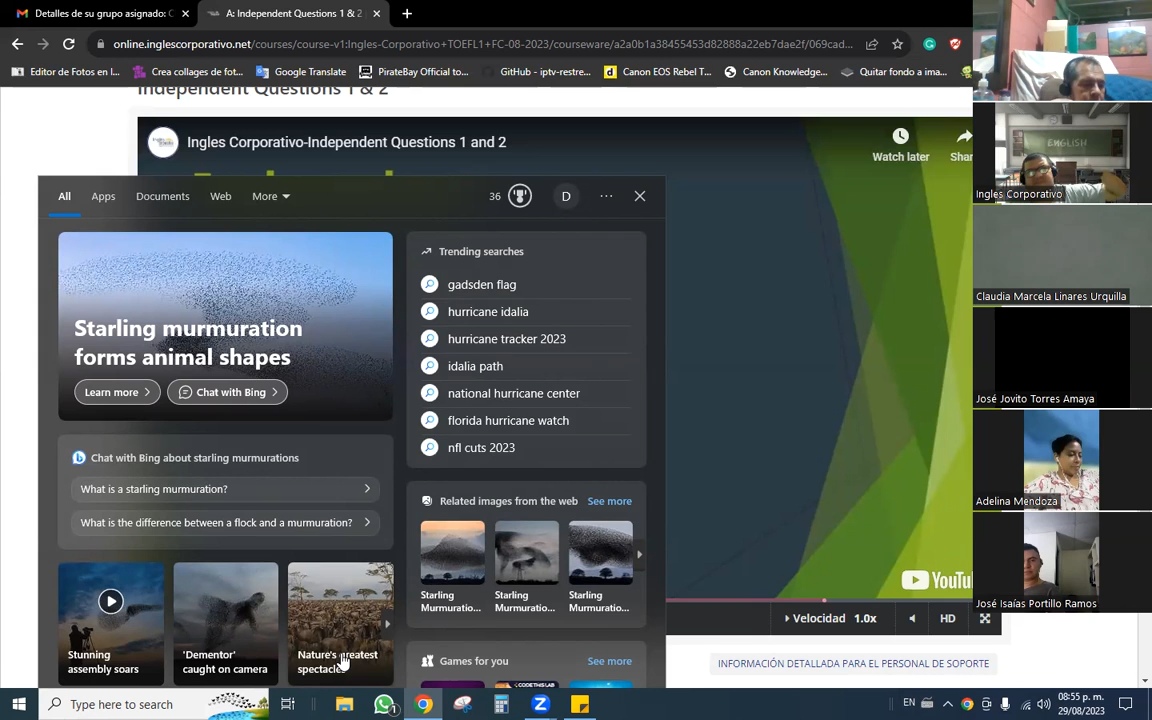 Detalles de su grupo asignado: C
A: Independent Questions 1 & 2
online.inglescorporativo.net/courses/course-v1:Ingles-Corporativo+TOEFL1+FC-08-2023/courseware/a2a0b1a38455453d82888a22eb7dae2f/069cad...
Editor de Fotos en l...
Crea collages de fot...
Google Translate
PirateBay Official to...
GitHub - iptv-restre...
Canon EOS Rebel T...
Canon Knowledge...
Quitar fondo a ima...
Independent Questions 1 & 2
Ingles Corporativo-Independent Questions 1 and 2
Watch later
Shar
All
Apps
Documents
Web
More
36
D
Starling murmuration
forms animal shapes
Learn more
Chat with Bing
Chat with Bing about starling murmurations
What is a starling murmuration?
What is the difference between a flock and a murmuration?
Stunning
assembly soars
'Dementor'
caught on camera
Nature's greatest
Trending searches
gadsden flag
hurricane idalia
hurricane tracker 2023
idalia path
national hurricane center
florida hurricane watch
nfl cuts 2023
Related images from the web
See more
Starling
Murmuratio...
Starling
Murmuratio...
Starling
Murmuratio...
Games for you
See more
CODETHISLAB
YouTu
Velocidad 1.0x
HD
INFORMACIÓN DETALLADA PARA EL PERSONAL DE SOPORTE
ENGLISH
Ingles Corporativo
Claudia Marcela Linares Urquilla
José Jovito Torres Amaya
Adelina Mendoza
José Isaías Portillo Ramos
Type here to search
1
EN
08:55 p. m.
29/08/2023